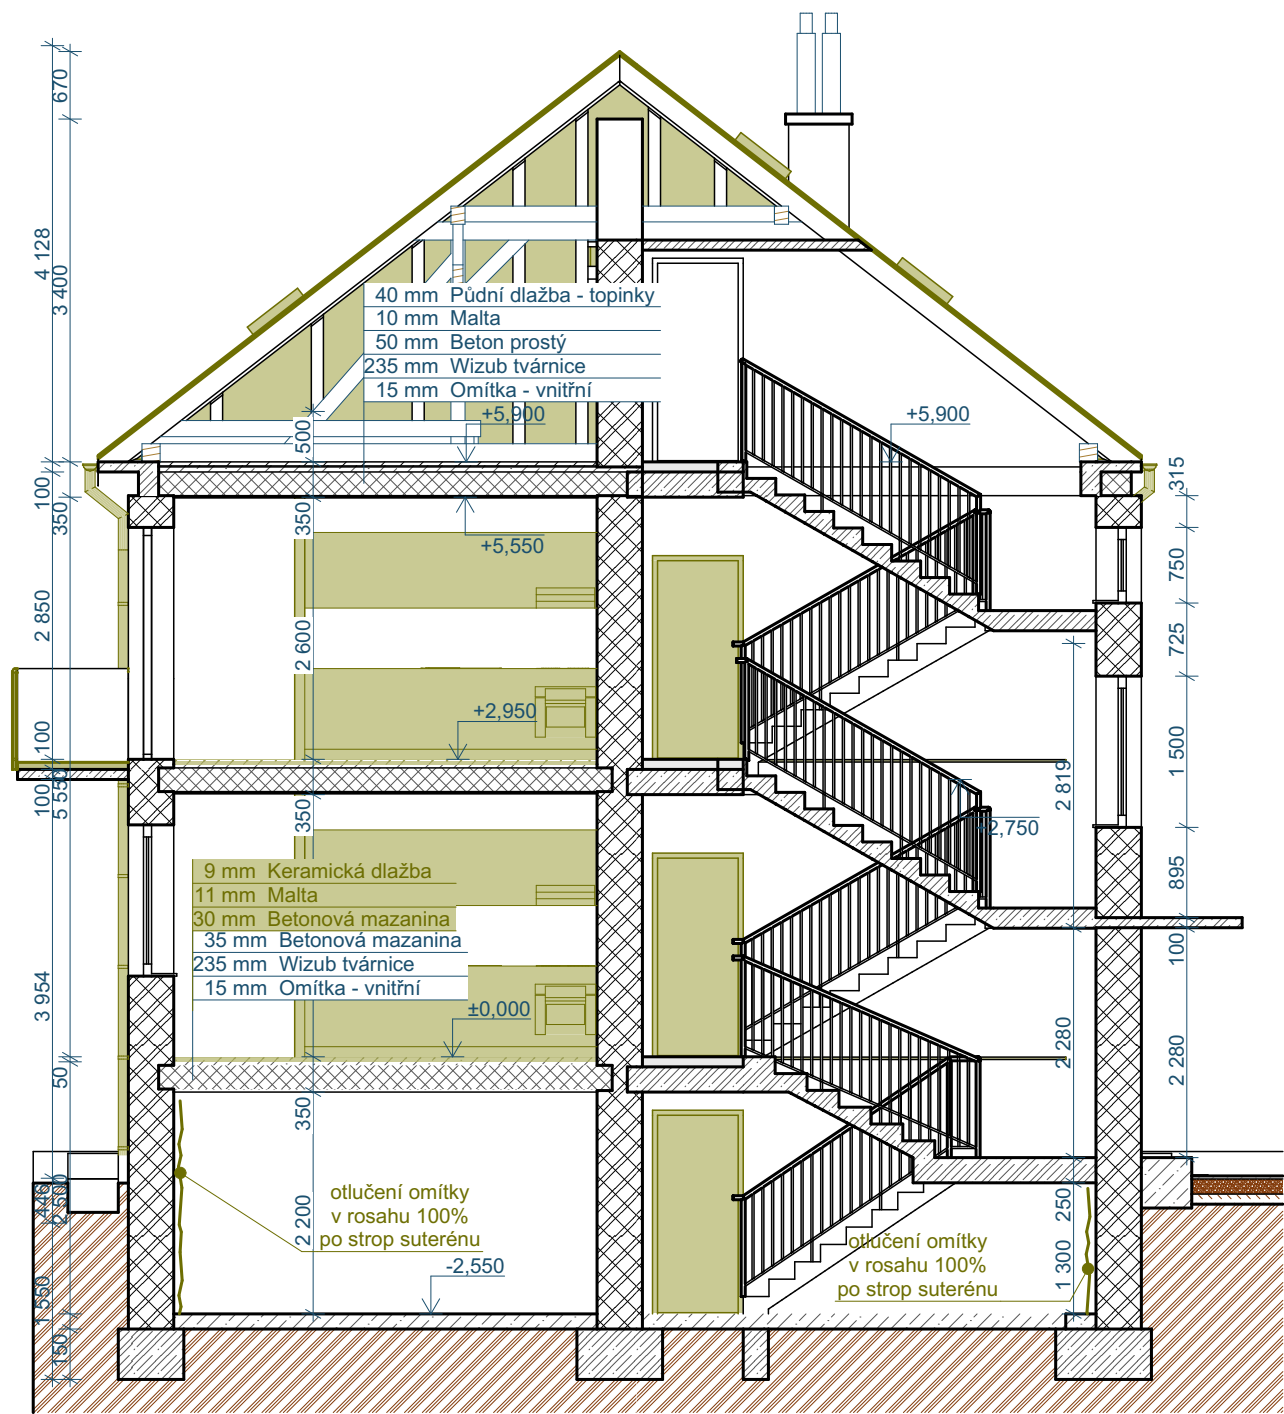 670
4 128
3 400
40 mm Půdní dlažba - topinky
10 mm Malta
50 mm Beton prostý
235 mm Wizub tvárnice
15 mm Omítka - vnitřní
500
+5,900
+5,900
100
350
315
350
+5,550
750
2 850
2 600
725
+2,950
100
1 500
100
5 550
2 819
350
+2,750
9 mm Keramická dlažba
11 mm Malta
30 mm Betonová mazanina
35 mm Betonová mazanina
235 mm Wizub tvárnice
15 mm Omítka - vnitřní
895
100
3 954
±0,000
50
2 280
2 280
350
446
2 500
otlučení omítky
v rosahu 100%
po strop suterénu
2 200
250
otlučení omítky
v rosahu 100%
po strop suterénu
-2,550
1 300
1 550
150